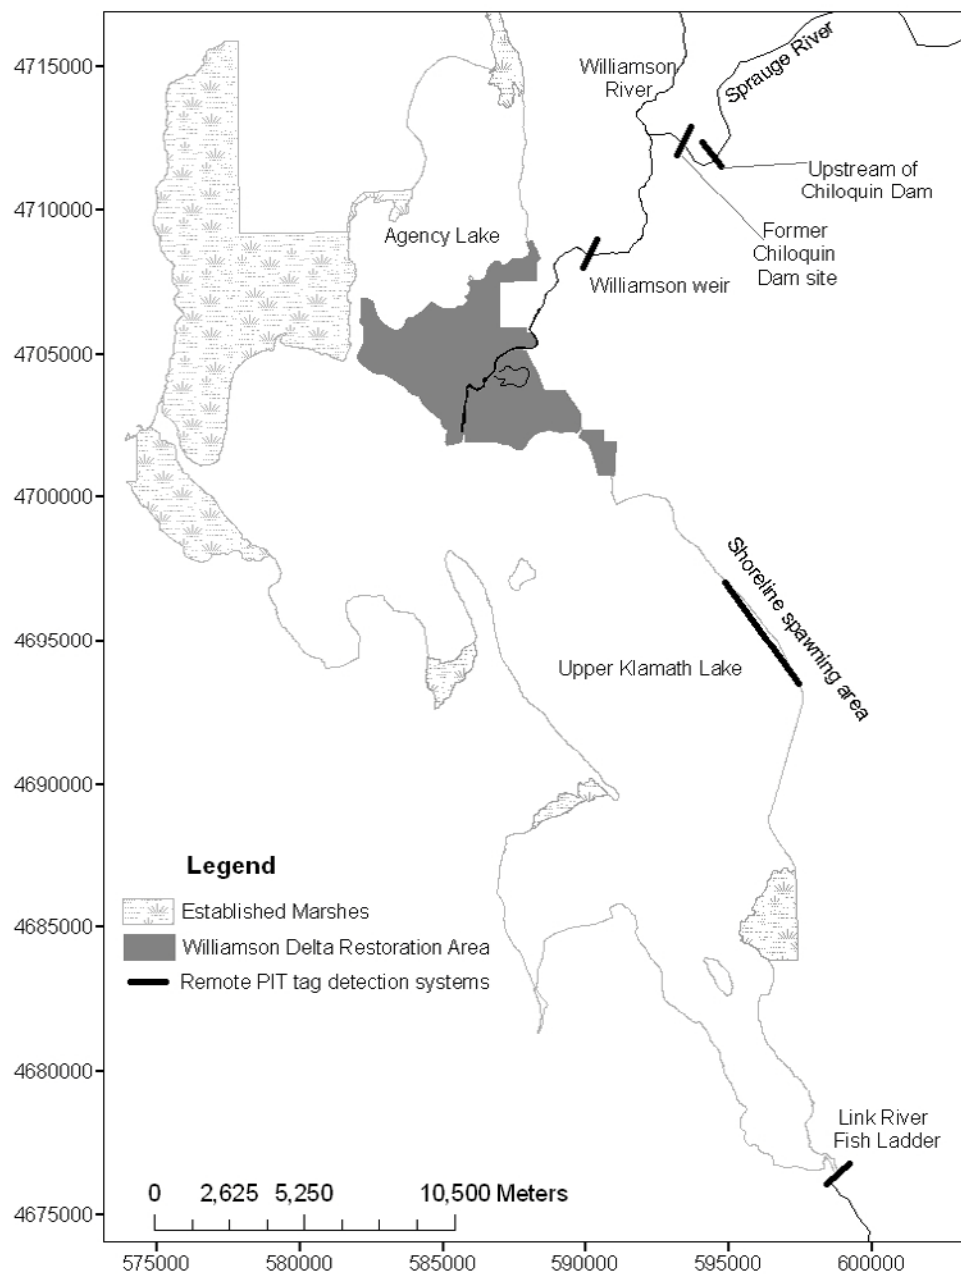 4715000
4710000
4705000
4700000
4695000
4690000
4685000
4680000
4675000
Williamson
River
Sprauge River
Upstream of
Chiloquin Dam
Former
Chiloquin
Dam site
Agency Lake
Williamson weir
Shoreline spawning area
Upper Klamath Lake
Legend
Established Marshes
Williamson Delta Restoration Area
Remote PIT tag detection systems
Link River
Fish Ladder
0 2,625 5,250 10,500 Meters
575000 580000 585000 590000 595000 600000